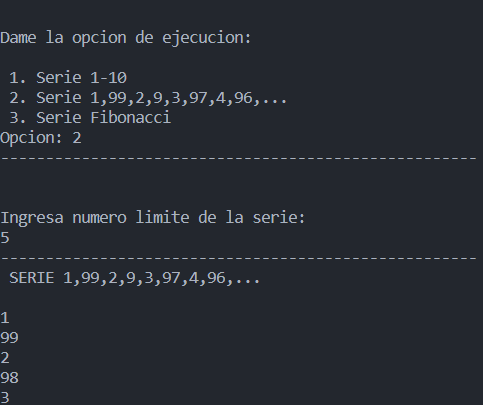 Dame la opcion de ejecucion:
1. Serie 1-10
2. Serie 1,99,2,9,3,97,4,96,...
3. Serie Fibonacci
Opcion: 2
-----------------------------------------------------
Ingresa numero limite de la serie:
5
-----------------------------------------------------
SERIE 1,99,2,9,3,97,4,96,...
1
99
2
98
3